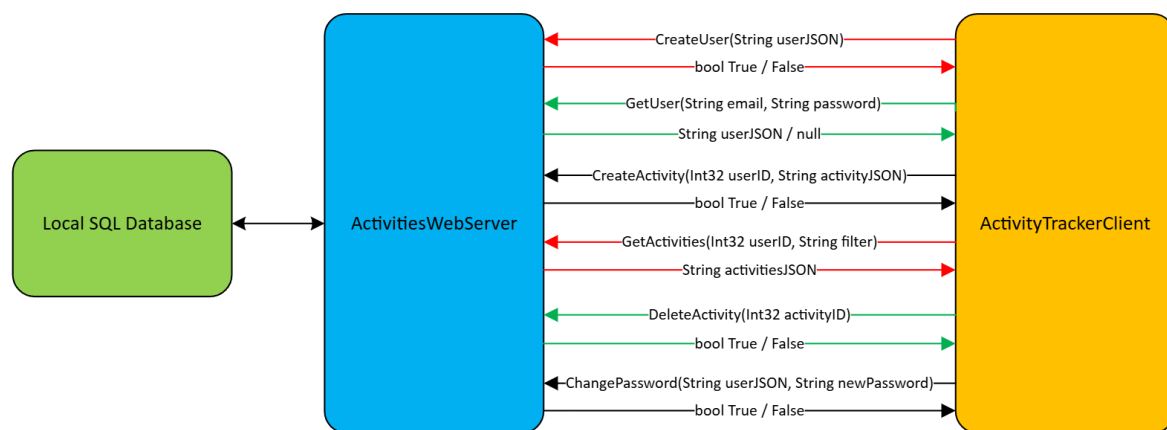 Local SQL Database
ActivitiesWebServer
CreateUser(String userJSON)
bool True / False
GetUser(String email, String password)
String userJSON / null
CreateActivity(Int32 userID, String activityJSON)
bool True / False
GetActivities(Int32 userID, String filter)
String activitiesJSON
DeleteActivity(Int32 activityID)
bool True / False
ChangePassword(String userJSON, String newPassword)
bool True / False
ActivityTrackerClient